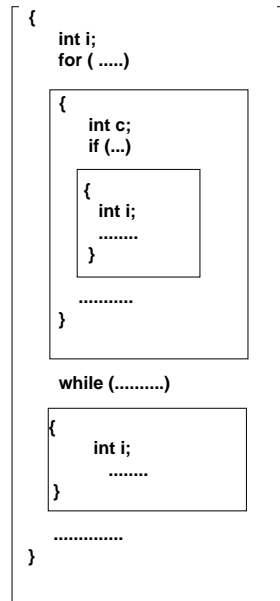 {
int i;
for ( .....)
{
int c;
if (...)
{
int i;
........
}
...........
}
while (..........)
{
int i;
........
}
..............
}